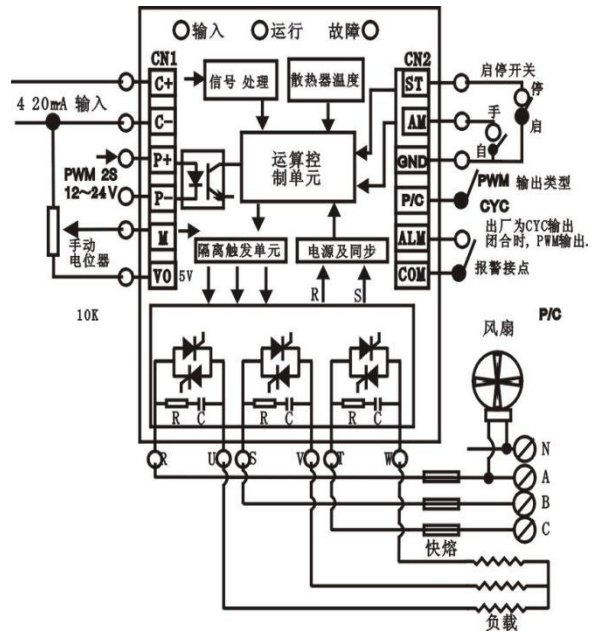 输入 运行 故障
CN1
CN2
C+
信号 处理
散热器温度
ST
启停开关
停
启
4 20mA 输入
C-
AM
手
自
运算控
制单元
P+
GND
PWM 2S
12~24V
P-
P/C
PWM 输出类型
CYC
手动
电位器
M
隔离触发单元
电源及同步
ALM
出厂为CYC输出
闭合时, PWM输出.
VO 5V
R S
COM
报警接点
10K
P/C
风扇
R C R C R C
R U S V T W
N
A
B
C
快熔
负载